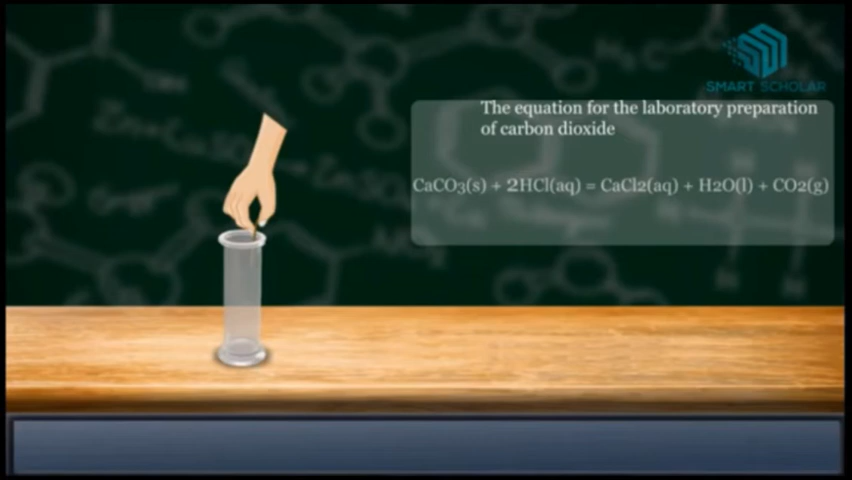 SMART SCHOLAR
The equation for the laboratory preparation
of carbon dioxide
CaCO3(s) + 2HCl(aq) = CaCl2(aq) + H2O(l) + CO2(g)